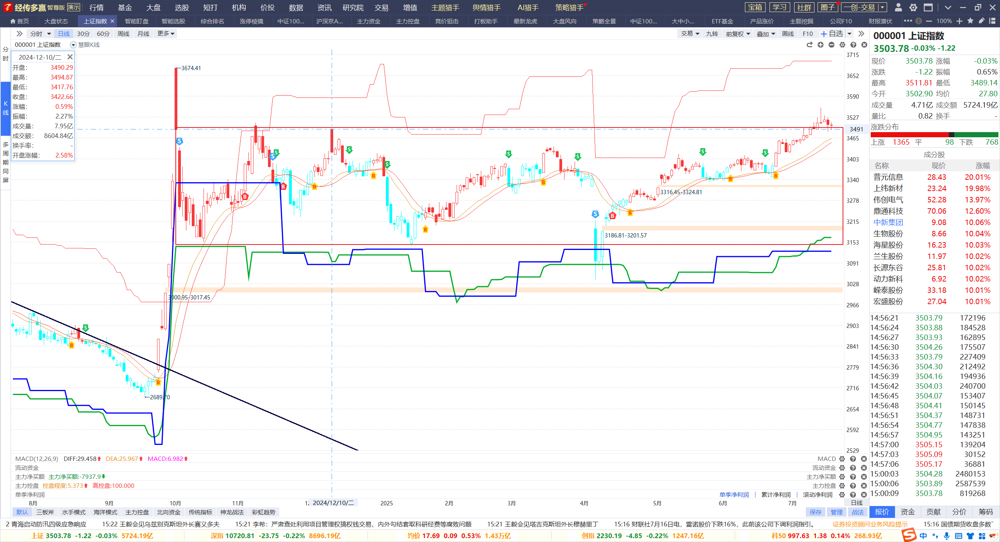 经传多赢 智尊版 演示 行情 基金 大盘 选股 短打 机构 价投 数据 资讯 研究院 交易 增值 主题猎手 舆情猎手 AI猎手 策略猎手 宝箱 学习 社群 圈子 一创-交易
首页 大盘状态 上证指数 智能盯盘 智能选股 综合排名 涨停棱镜 中证100... 沪深京A... 主力资金 主力控盘 竞价狙击 打板助手 最新龙虎 大盘风向 策略全景 中证100... 大中小... ETF基金 产品涨价 主题挖掘 公司F10 财报潜伏 100%
分时 日线 30分 60分 周线 月线 更多 交易 九转 前复权 叠加 画线 F10 自选
000001 上证指数 慧眼K线
分时
K线
多周期同屏
2024-12-10/二
开盘: 3490.29
最高: 3494.87
最低: 3417.76
收盘: 3422.66
涨幅: 0.59%
振幅: 2.27%
成交量: 7.95亿
成交额: 8604.84亿
换手率: -
开盘涨幅: 2.58%
3674.41
3316.45-3324.81
3186.81-3201.57
3000.95-3017.45
2689.70
3715
3652
3590
3527
3491
3465
3403
3340
3278
3215
3153
3091
3028
2966
2903
2841
2779
2716
2654
2592
2529
MACD(12,26,9) DIFF:29.458 DEA:25.967 MACD:6.982 MACD
流动资金 流动资金
主力净买额 主力净买额:-7937.9 主力净买额
主力控盘 控盘程度:5.373 高控盘:100.000 主力控盘
单季净利润 单季净利润 累计净利润 滚动净利润
8月 9月 10月 11月 12 2024/12/10/二 2025 2月 3月 4月 5月 6月 7月 日线
默认 三板斧 水手模式 海洋模式 主力控盘 北向资金 传统指标 神龙战法 彩虹趋势 保存 管理 战法
000001 上证指数
3503.78 -0.03% -1.22
现价 3503.78 涨幅 -0.03%
涨跌 -1.22 振幅 0.65%
最高 3511.81 最低 3489.14
今开 3502.90 均价 27.80
成交量 4.71亿 成交额 5724.19亿
量比 0.82 换手 -
涨跌分布
上涨 1365 平 98 下跌 768
成分股
名称 现价 涨幅
普元信息 28.43 20.01%
上纬新材 23.24 19.98%
伟创电气 52.28 13.97%
鼎通科技 70.06 12.60%
中新集团 9.08 10.06%
生物股份 8.66 10.04%
海星股份 16.23 10.03%
兰生股份 11.97 10.02%
长源东谷 25.81 10.02%
动力新科 6.92 10.02%
嵘泰股份 33.18 10.01%
宏盛股份 27.04 10.01%
14:56:21 3503.79 172196
14:56:24 3503.88 184528
14:56:27 3503.93 162895
14:56:30 3504.26 175507
14:56:33 3503.79 227409
14:56:36 3504.30 212492
14:56:39 3504.16 194936
14:56:42 3504.03 240700
14:56:45 3504.07 153407
14:56:48 3504.41 150145
14:56:51 3504.37 148731
14:56:54 3504.77 147838
14:56:57 3504.95 143251
14:57:00 3505.15 139204
14:57:03 3505.09 30152
14:57:06 3505.17 36881
15:00:03 3504.28 2480153
15:00:06 3503.89 2587539
15:00:09 3503.78 819268
报价 资金 贡献 分价 筹码
2 青海启动防汛四级应急响应 15:22 王毅会见乌兹别克斯坦外长赛义多夫 15:21 李希：严肃查处利用项目管理权搞权钱交易、内外勾结套取科研经费等腐败问题 15:21 王毅会见塔吉克斯坦外长穆赫里丁 15:16 财联社7月16日电，雷诺股价下跌16%，此前该公司下调利润指引。 证券投资顾问业务风险提示 15:16 国债期货收盘多数
上证 3503.78 -1.22 -0.03% 5724.19亿 深指 10720.81 -23.75 -0.22% 8696.19亿 均价 17.69 0.09 0.53% 1.43万亿 创指 2230.19 -4.85 -0.22% 1247.16亿 科50 997.63 1.38 0.14% 268.93亿 中